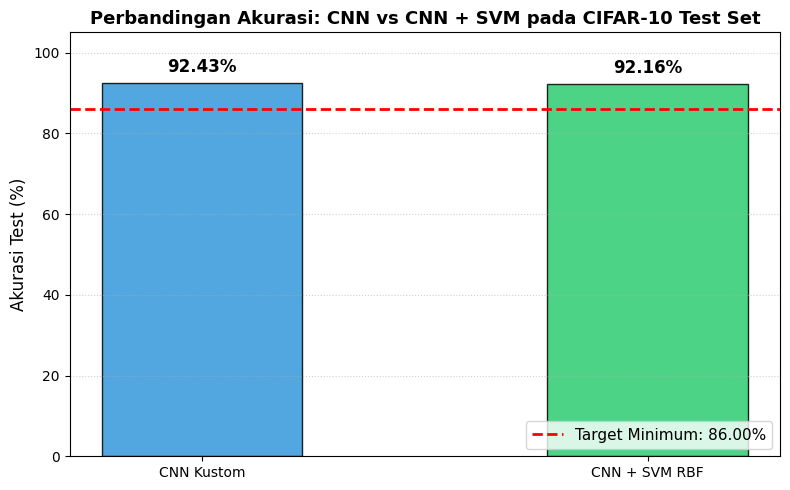 Perbandingan Akurasi: CNN vs CNN + SVM pada CIFAR-10 Test Set
Akurasi Test (%)
100
80
60
40
20
0
92.43%
92.16%
Target Minimum: 86.00%
CNN Kustom
CNN + SVM RBF